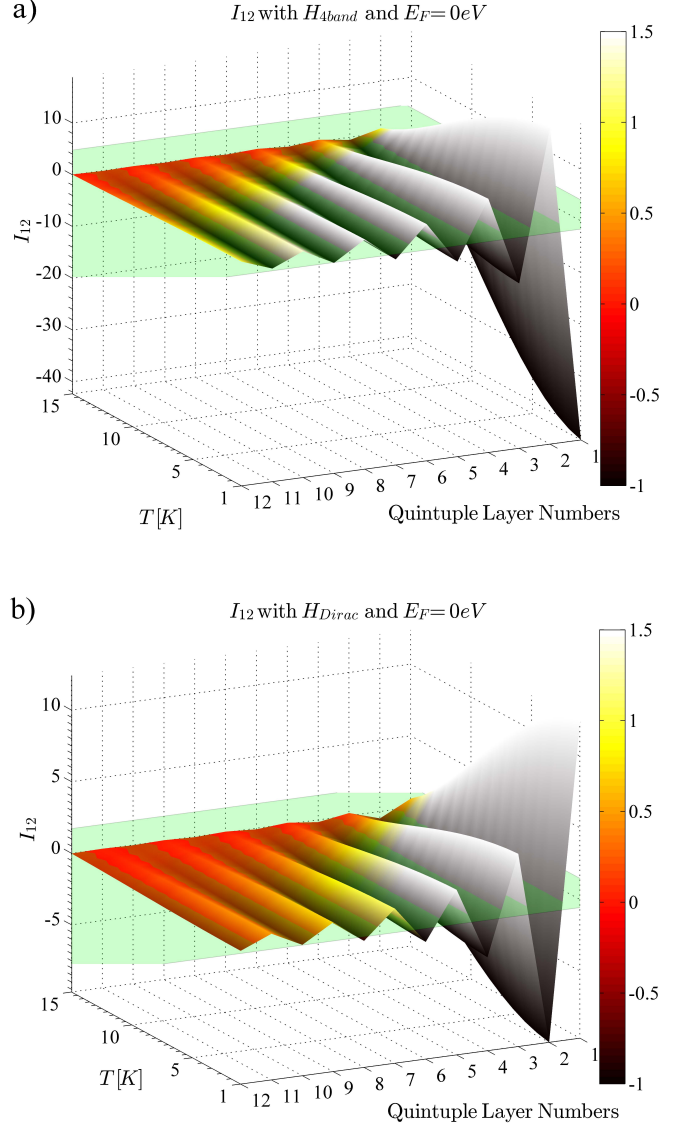 a)
I12 with H4band and EF=0eV
1.5
1
0.5
0
-0.5
-1
10
0
-10
-20
-30
-40
I12
15
10
5
1
T[K]
12 11 10 9 8 7 6 5 4 3 2 1
Quintuple Layer Numbers
b)
I12 with HDirac and EF=0eV
1.5
1
0.5
0
-0.5
-1
10
5
0
-5
I12
15
10
5
1
T[K]
12 11 10 9 8 7 6 5 4 3 2 1
Quintuple Layer Numbers